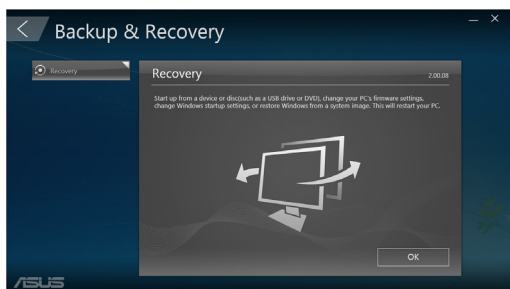 Backup & Recovery
Recovery
Recovery
2.00.08
Start up from a device or disc(such as a USB drive or DVD), change your PC's firmware settings,
change Windows startup settings, or restore Windows from a system image. This will restart your PC.
OK
ASUS